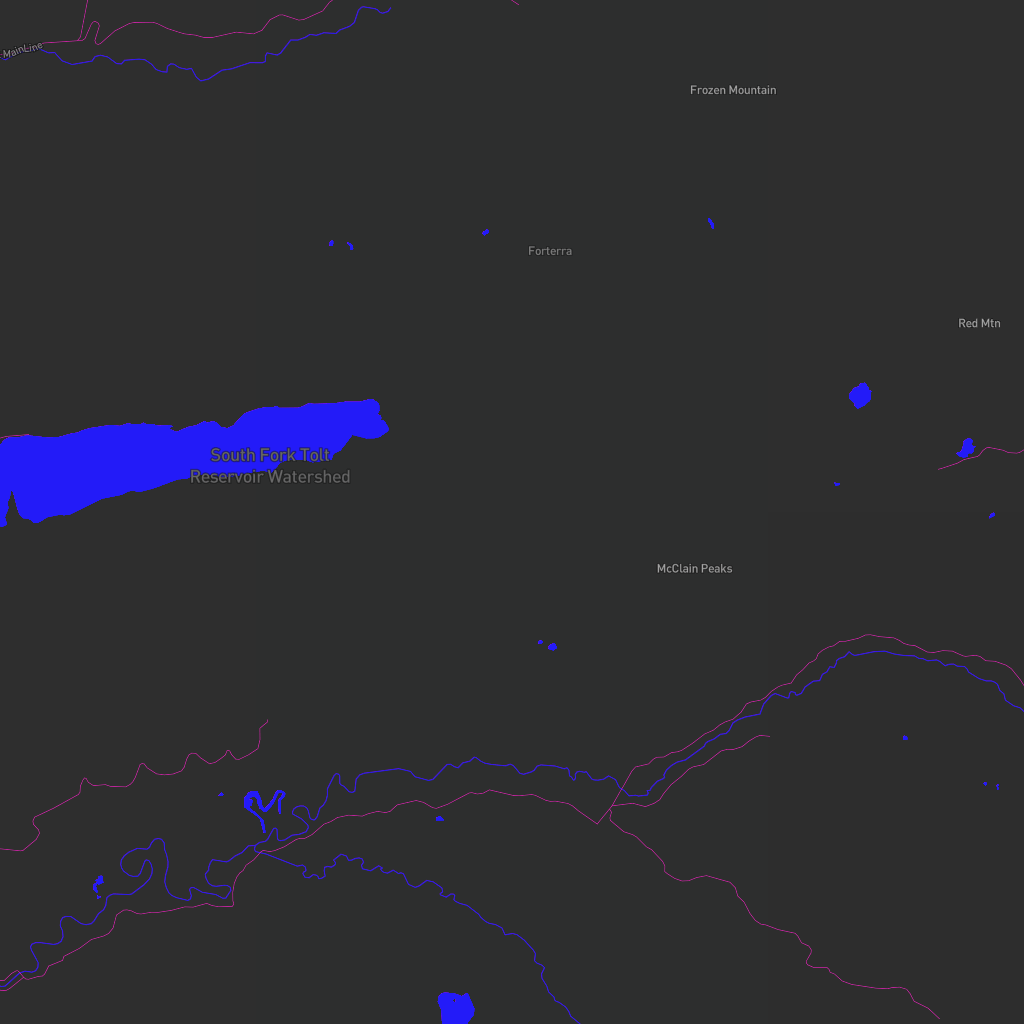 MainLine
Frozen Mountain
Forterra
Red Mtn
South Fork Tolt
Reservoir Watershed
McClain Peaks